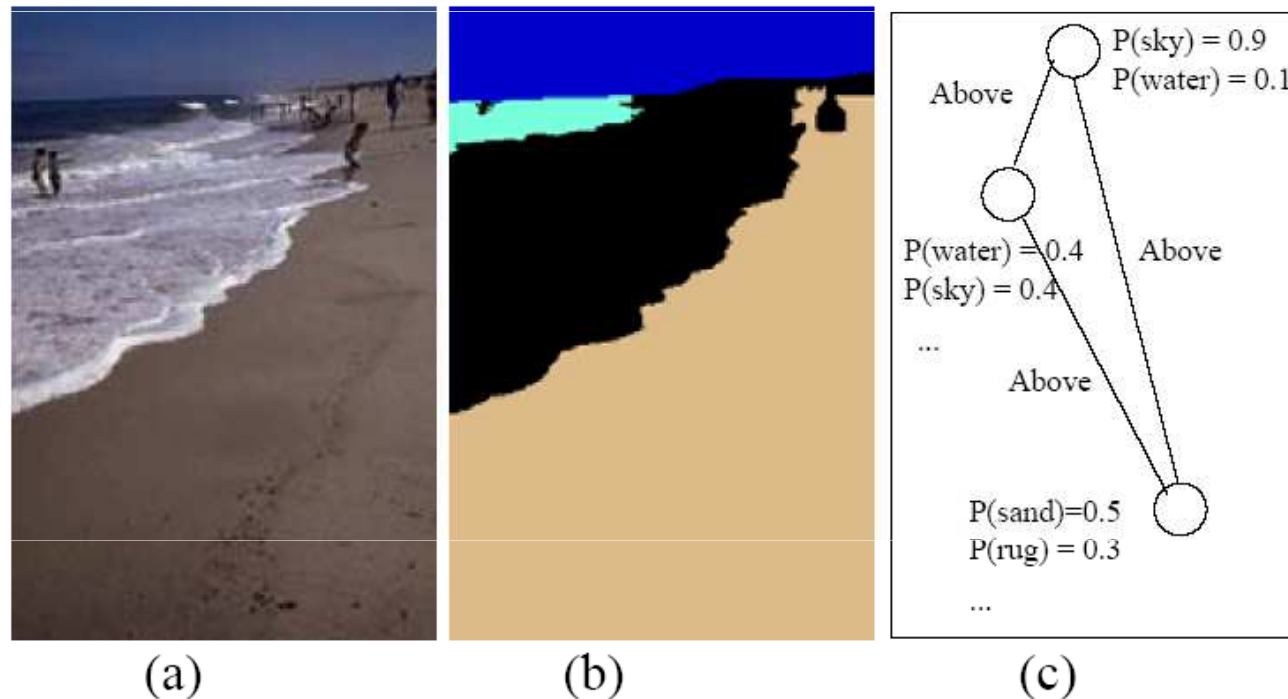 P(sky) = 0.9
P(water) = 0.1
Above
P(water) = 0.4
P(sky) = 0.4
Above
...
Above
P(sand)=0.5
P(rug) = 0.3
...
(a)
(b)
(c)